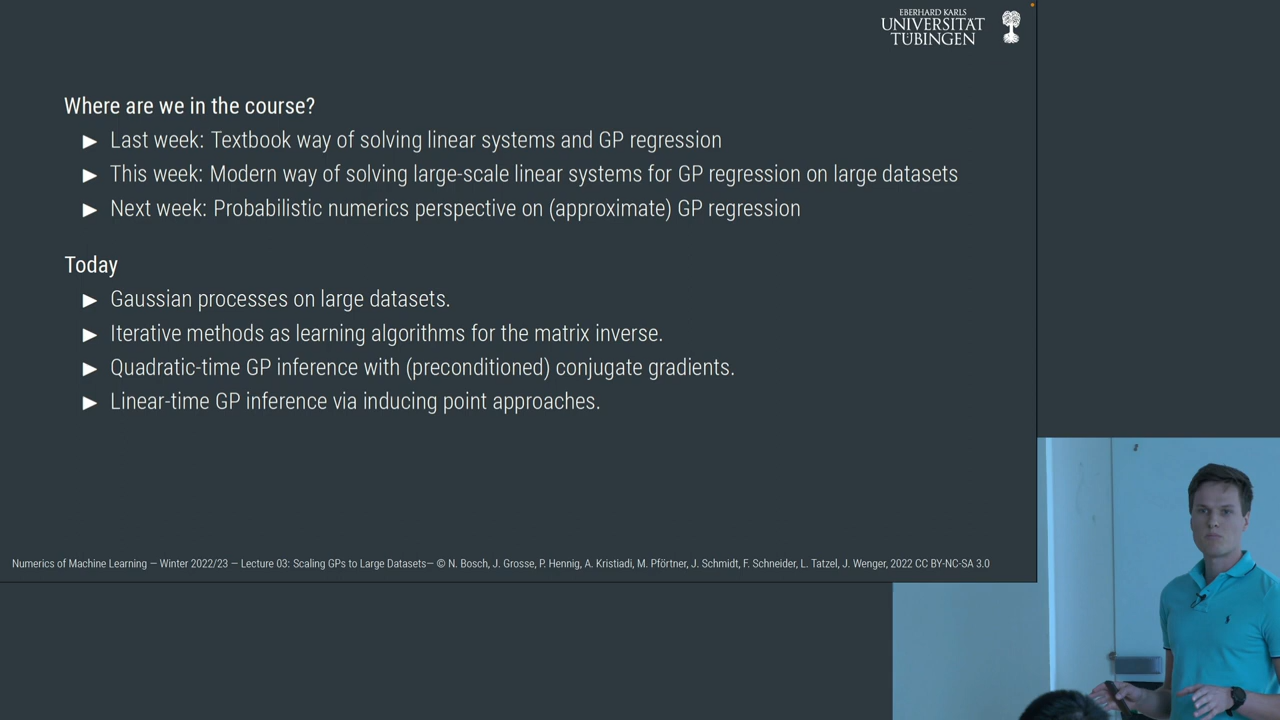 EBERHARD KARLS
UNIVERSITÄT
TÜBINGEN
Where are we in the course?
▶ Last week: Textbook way of solving linear systems and GP regression
▶ This week: Modern way of solving large-scale linear systems for GP regression on large datasets
▶ Next week: Probabilistic numerics perspective on (approximate) GP regression
Today
▶ Gaussian processes on large datasets.
▶ Iterative methods as learning algorithms for the matrix inverse.
▶ Quadratic-time GP inference with (preconditioned) conjugate gradients.
▶ Linear-time GP inference via inducing point approaches.
Numerics of Machine Learning — Winter 2022/23 — Lecture 03: Scaling GPs to Large Datasets— © N. Bosch, J. Grosse, P. Hennig, A. Kristiadi, M. Pförtner, J. Schmidt, F. Schneider, L. Tatzel, J. Wenger, 2022 CC BY-NC-SA 3.0